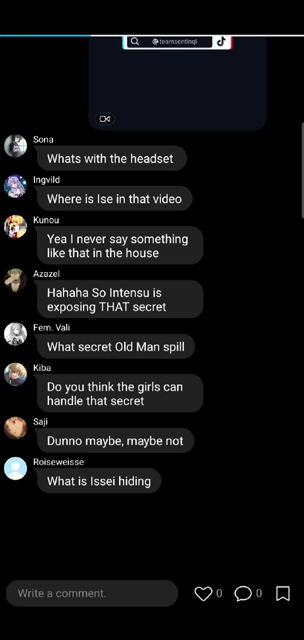 @teamsentinql
Sona
Whats with the headset
Ingvild
Where is Ise in that video
Kunou
Yea I never say something
like that in the house
Azazel
Hahaha So Intensu is
exposing THAT secret
Fem. Vali
What secret Old Man spill
Kiba
Do you think the girls can
handle that secret
Saji
Dunno maybe, maybe not
Roiseweisse
What is Issei hiding
Write a comment.
0
0